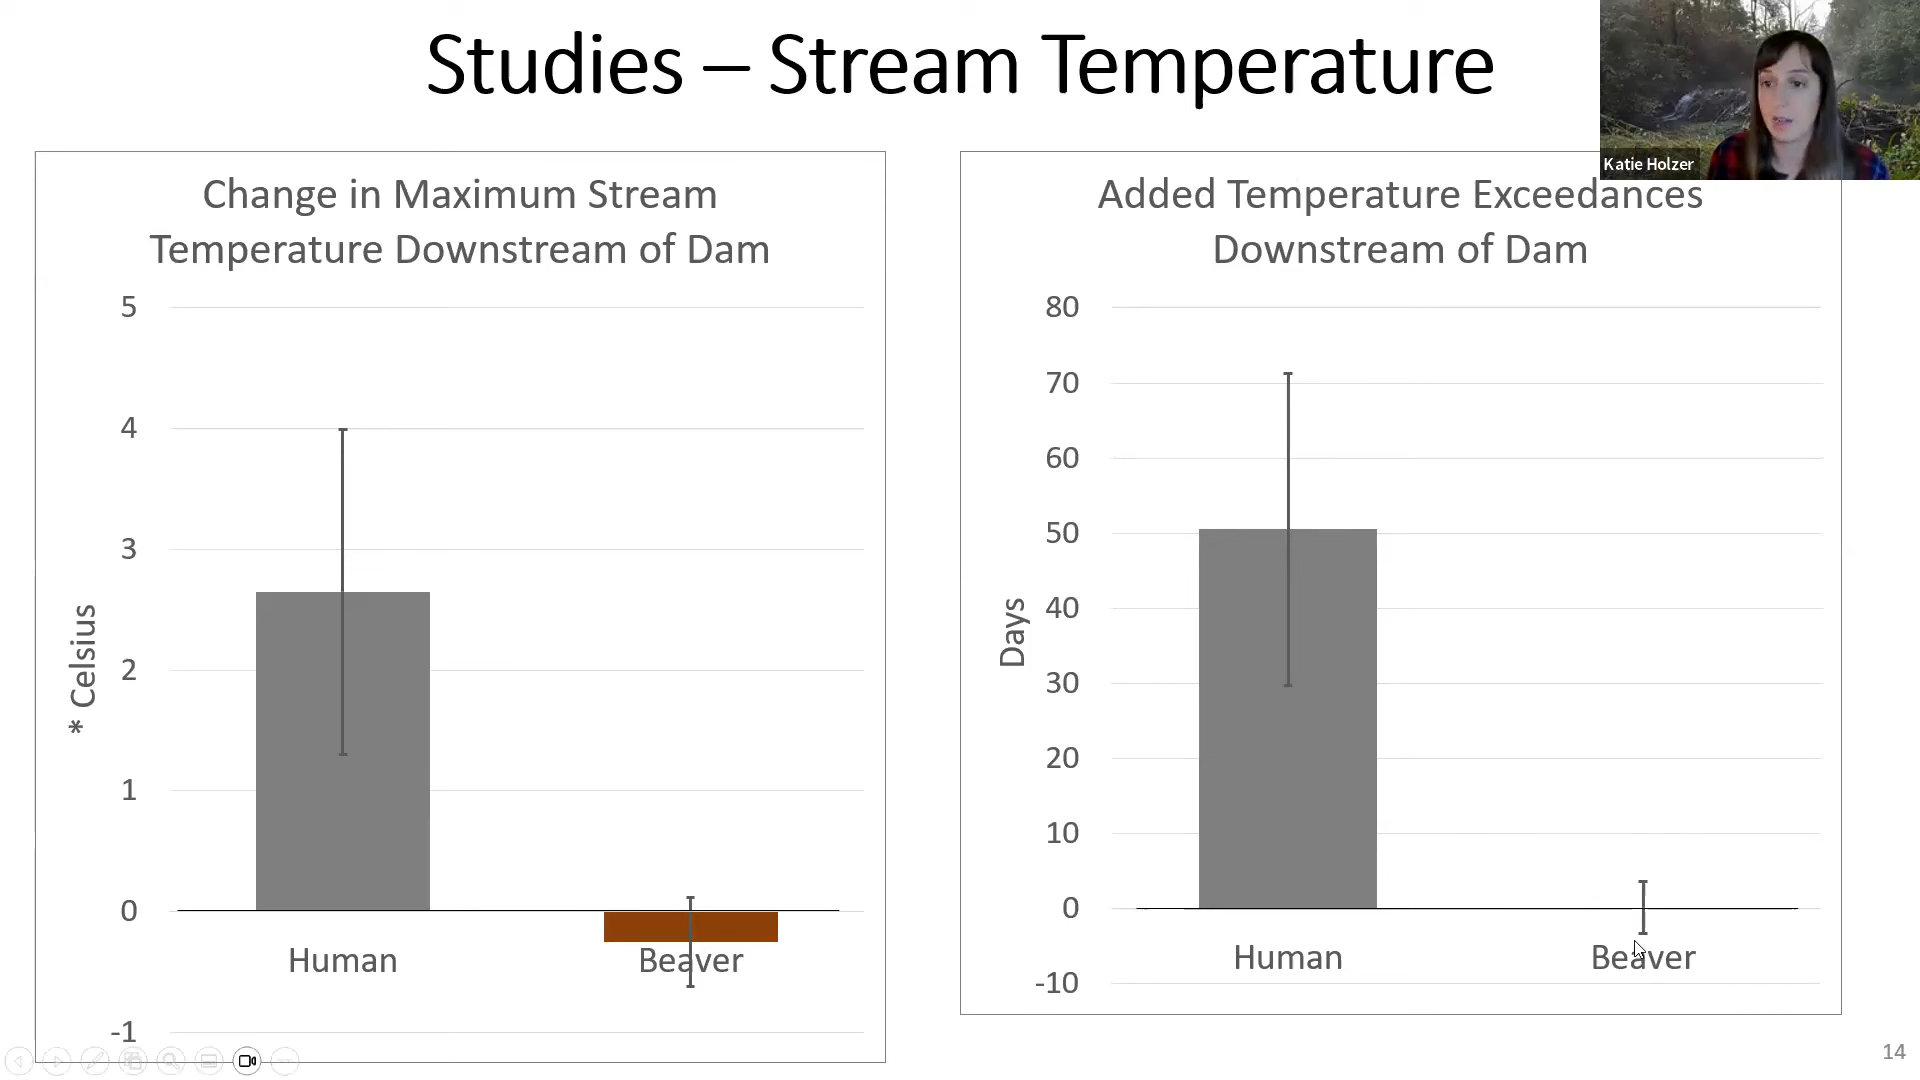 Studies – Stream Temperature
Katie Holzer
Change in Maximum Stream
Temperature Downstream of Dam
5
4
3
2
1
0
-1
* Celsius
Human
Beaver
Added Temperature Exceedances
Downstream of Dam
80
70
60
50
40
30
20
10
0
-10
Days
Human
Beaver
14